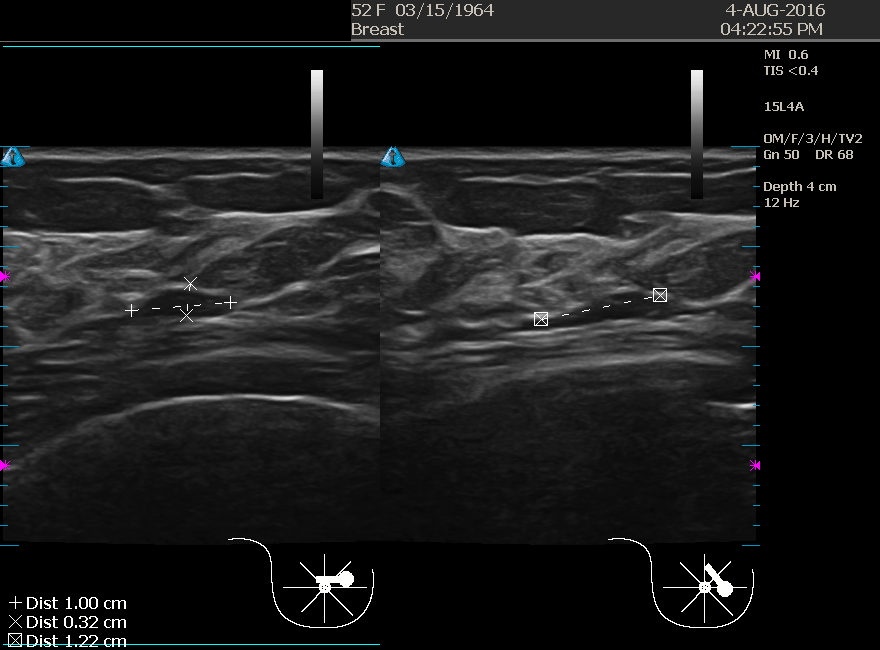 52 F 03/15/1964 4-AUG-2016
Breast 04:22:55 PM
MI 0.6
TIS <0.4
15L4A
OM/F/3/H/TV2
Gn 50 DR 68
Depth 4 cm
12 Hz
Dist 1.00 cm
Dist 0.32 cm
Dist 1.22 cm